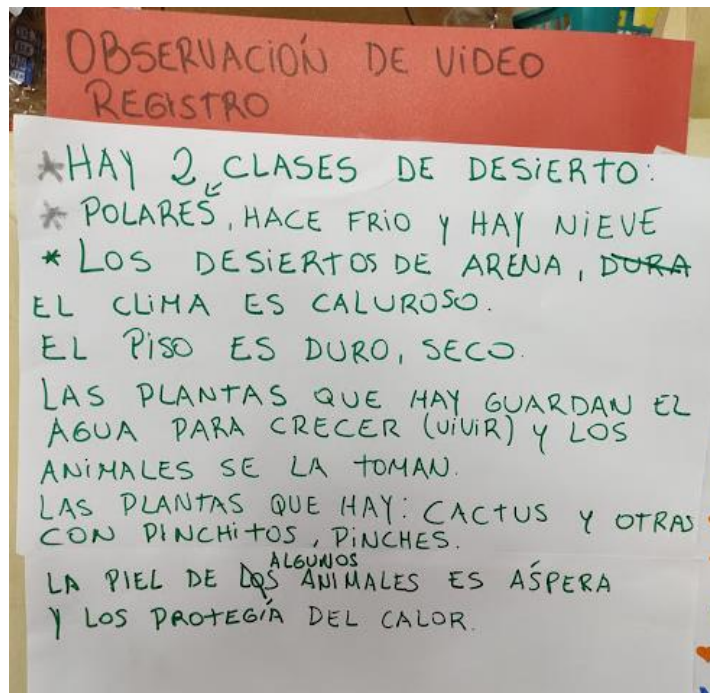 OBSERVACIÓN DE VIDEO
REGISTRO
*HAY 2 CLASES DE DESIERTO:
* POLARES, HACE FRIO Y HAY NIEVE
* LOS DESIERTOS DE ARENA, DURA
EL CLIMA ES CALUROSO.
EL PISO ES DURO, SECO.
LAS PLANTAS QUE HAY GUARDAN EL
AGUA PARA CRECER (ViViR) Y LOS
ANIMALES SE LA TOMAN.
LAS PLANTAS QUE HAY: CACTUS Y OTRAS
CON PINCHITOS, PINCHES.
ALGUNOS
LA PIEL DE LOS ANIMALES ES AŚPERA
Y LOS PROTEGÍA DEL CALOR.